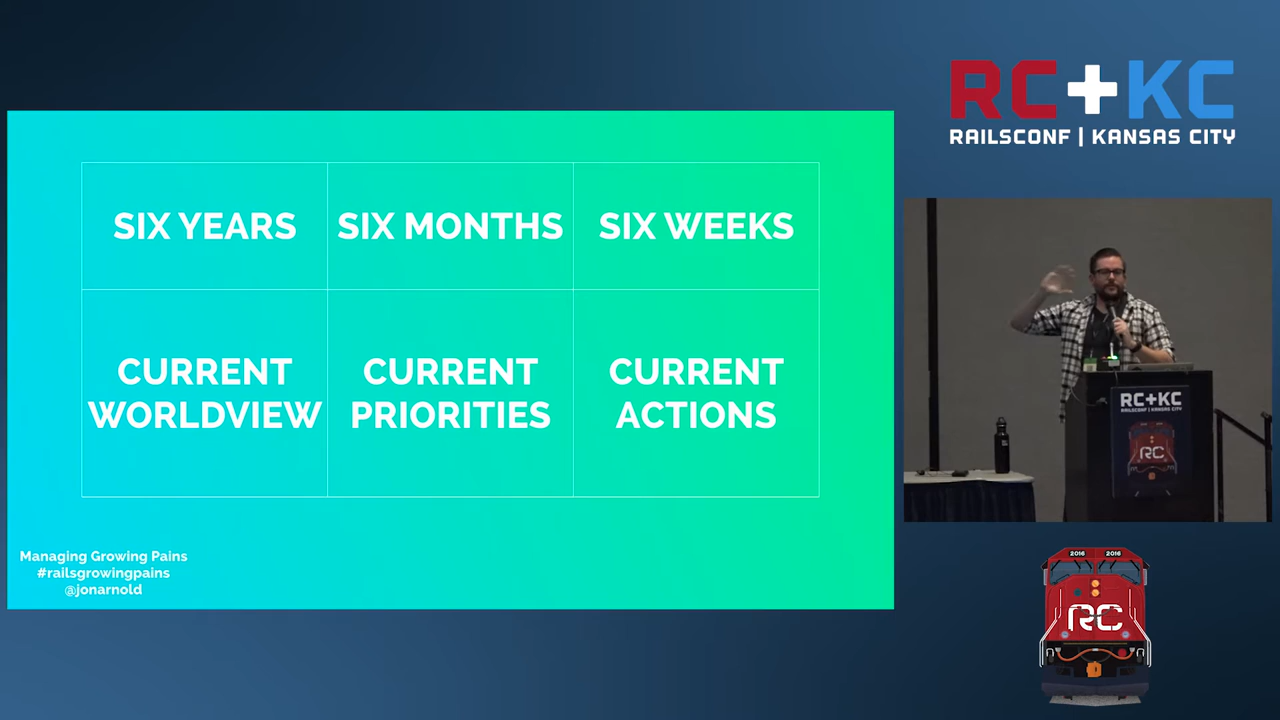 RC+KC
RAILSCONF | KANSAS CITY
SIX YEARS
SIX MONTHS
SIX WEEKS
CURRENT
WORLDVIEW
CURRENT
PRIORITIES
CURRENT
ACTIONS
Managing Growing Pains
#railsgrowingpains
@jonarnold
RC+KC
RAILSCONF | KANSAS CITY
RC
2016
2016
RC